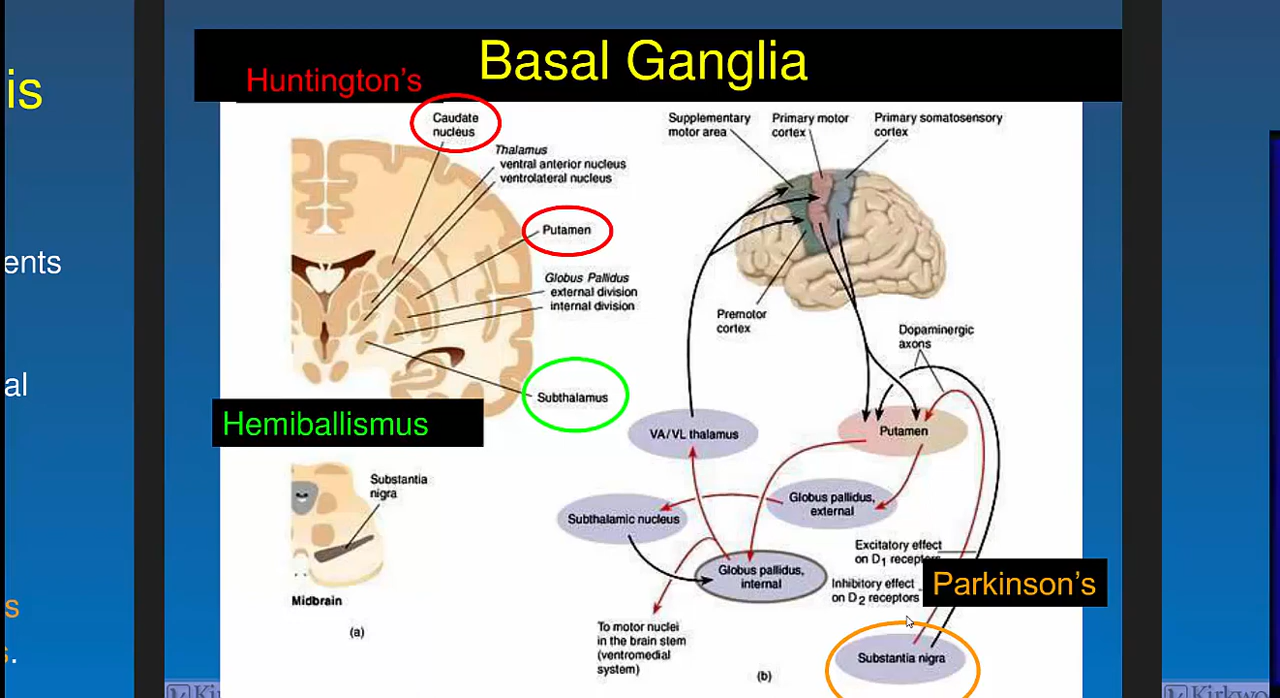 is
ents
al
s
s.
Basal Ganglia
Huntington's
Caudate
nucleus
Thalamus
ventral anterior nucleus
ventrolateral nucleus
Putamen
Globus Pallidus
external division
internal division
Subthalamus
Hemiballismus
Substantia
nigra
Midbrain
(a)
Supplementary
motor area
Primary motor
cortex
Primary somatosensory
cortex
Premotor
cortex
Dopaminergic
axons
VA/VL thalamus
Putamen
Globus pallidus,
external
Subthalamic nucleus
Globus pallidus,
internal
Excitatory effect
on D1 receptors
Inhibitory effect
on D2 receptors
Parkinson's
To motor nuclei
in the brain stem
(ventromedial
system)
Substantia nigra
(b)
Kir
Kirkwo